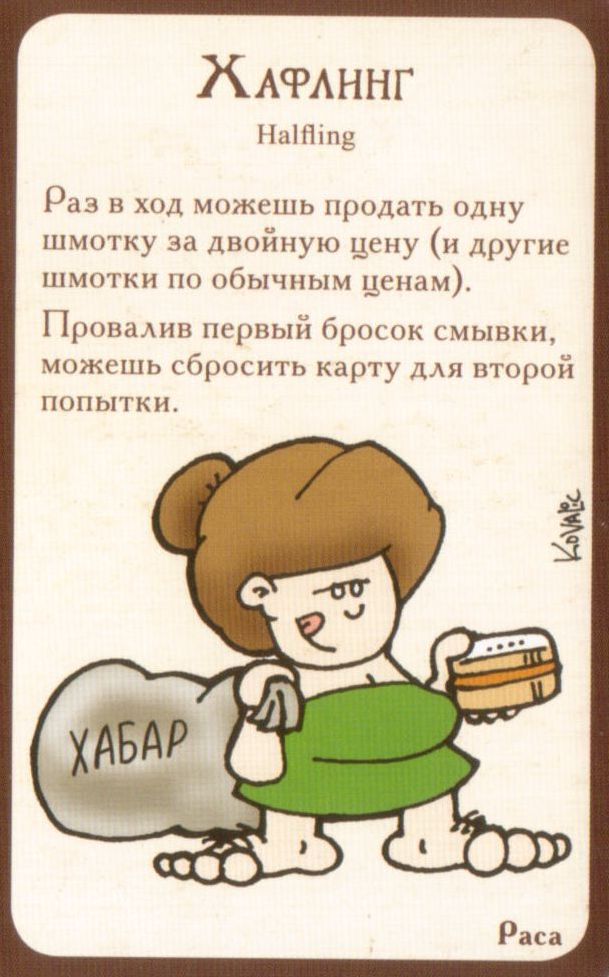 Хафлинг
Halfling
Раз в ход можешь продать одну
шмотку за двойную цену (и другие
шмотки по обычным ценам).
Провалив первый бросок смывки,
можешь сбросить карту для второй
попытки.
KOVALIC
ХАБАР
Раса